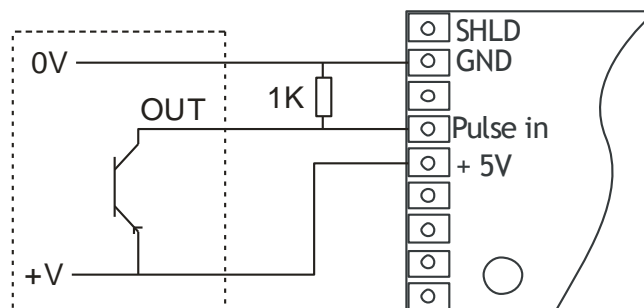 SHLD
0V
GND
1K
OUT
Pulse in
+ 5V
+V